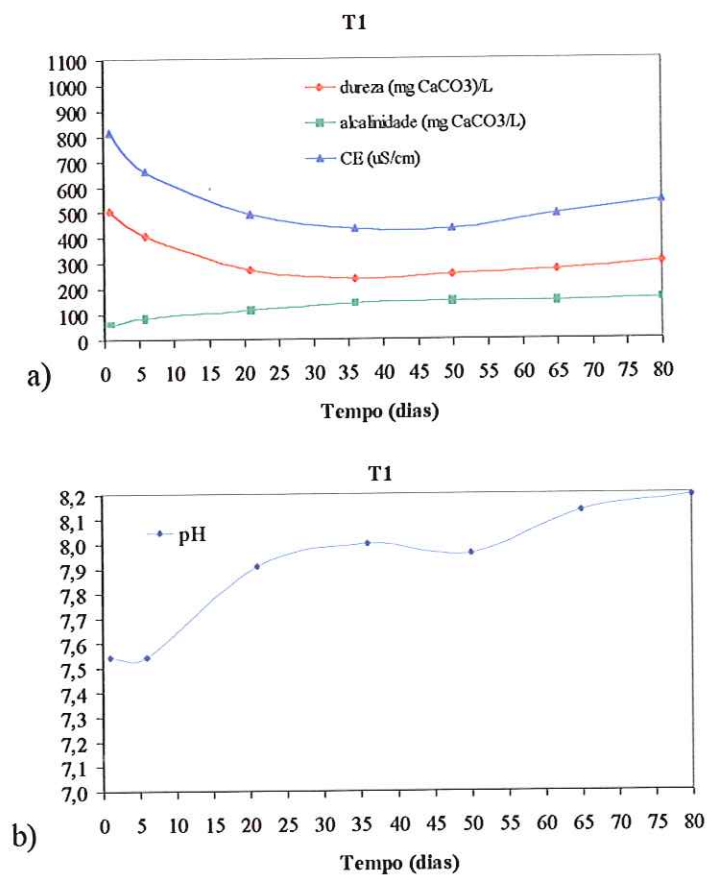 T1
1100
1000
900
800
700
600
500
400
300
200
100
0
dureza (mg CaCO3)/L
alcalinidade (mg CaCO3/L)
CE (uS/cm)
0 5 10 15 20 25 30 35 40 45 50 55 60 65 70 75 80
a)
Tempo (dias)
T1
8,2
8,1
8,0
7,9
7,8
7,7
7,6
7,5
7,4
7,3
7,2
7,1
7,0
pH
0 5 10 15 20 25 30 35 40 45 50 55 60 65 70 75 80
b)
Tempo (dias)